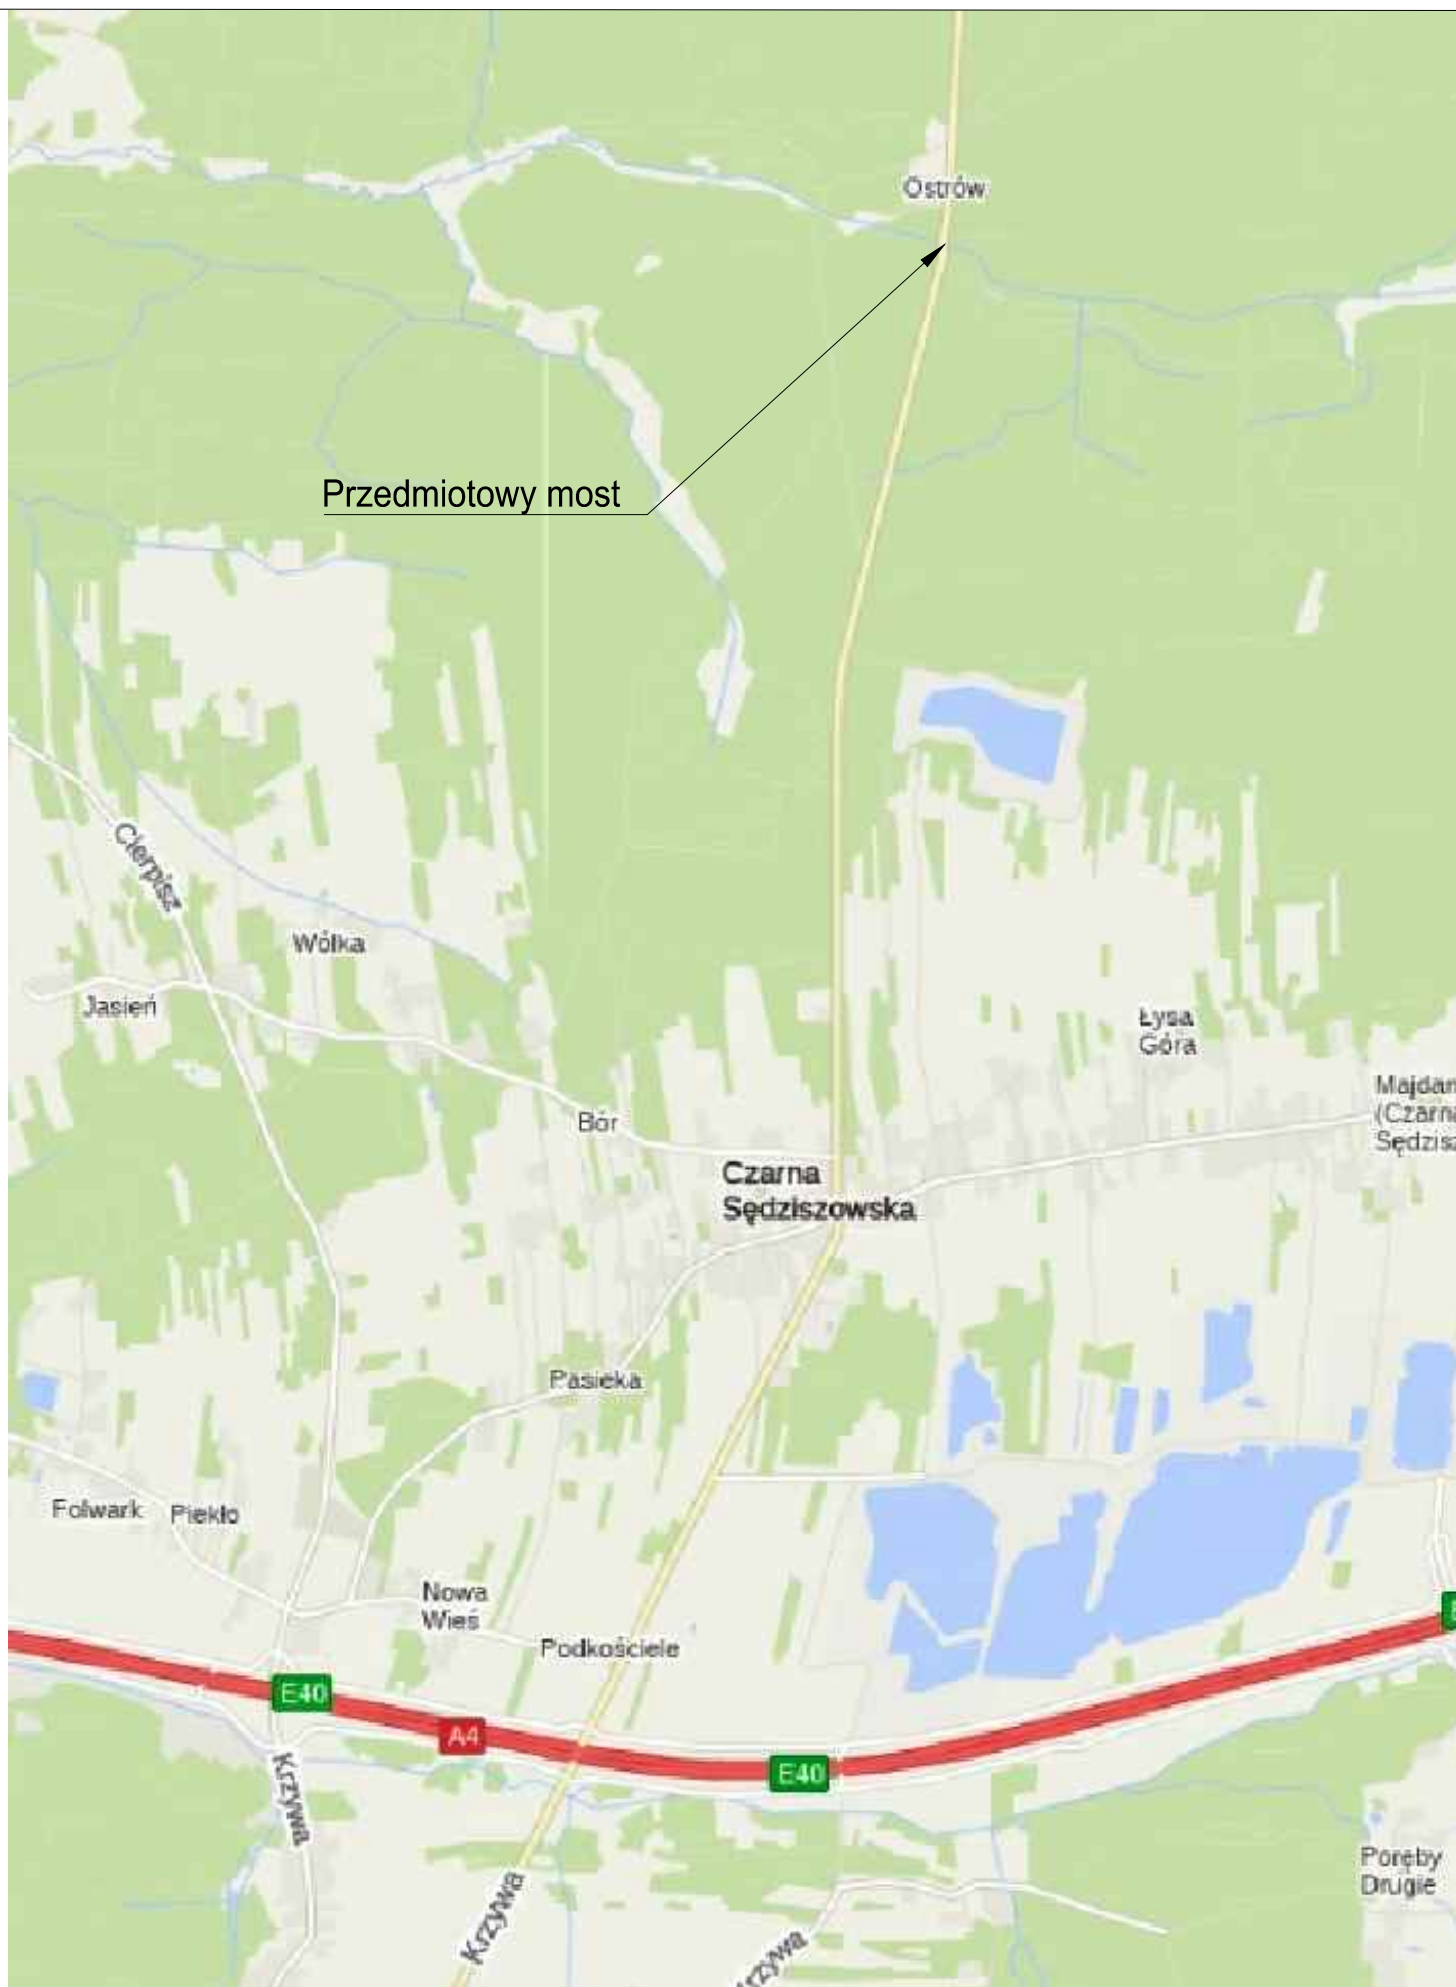 Ostrów
Przedmiotowy most
Cierpisz
Wólka
Jasień
Łysa
Góra
Majdan
(Czarna
Sędzisz
Bór
Czarna
Sędziszowska
Pasieka
Folwark
Piekło
Nowa
Wieś
Podkościele
E40
A4
E40
Krzywa
Krzywa
Poręby
Drugie
rzywa